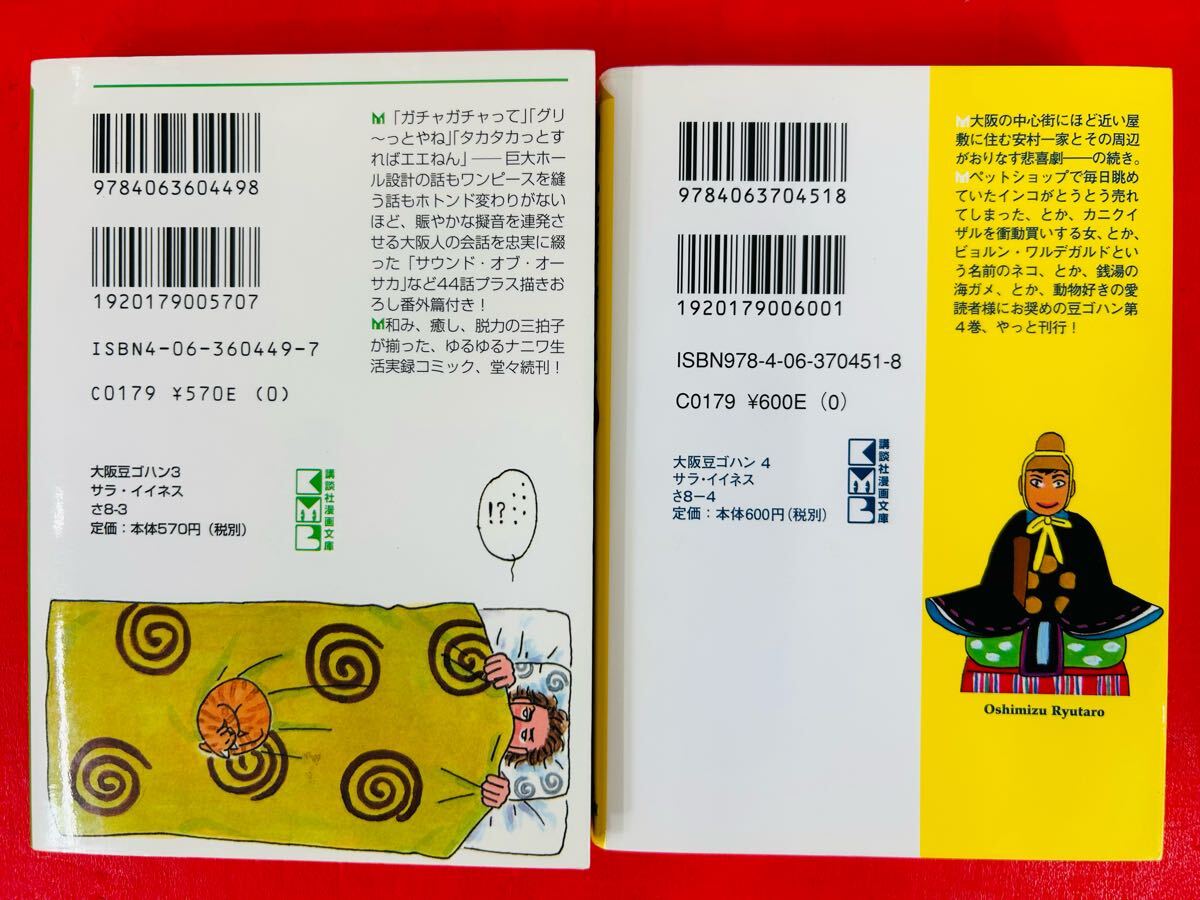 9784063604498
1920179005707
ISBN4-06-360449-7
C0179 ¥570E (0)
「ガチャガチャって」「グリ
～っとやね」「タカタカっとす
ればエエねん」――巨大ホー
ル設計の話もワンピースを縫
う話もホトンド変わりがない
ほど、賑やかな擬音を連発さ
せる大阪人の会話を忠実に綴
った「サウンド・オブ・オー
サカ」など44話プラス描きお
ろし番外篇付き！
和み、癒し、脱力の三拍子
が揃った、ゆるゆるナニワ生
活実録コミック、堂々続刊！
大阪豆ゴハン3
サラ・イイネス
さ8-3
定価：本体570円（税別）
KMB
講談社漫画文庫
!?
9784063704518
1920179006001
ISBN978-4-06-370451-8
C0179 ¥600E（0）
大阪豆ゴハン 4
サラ・イイネス
さ8－4
定価：本体600円（税別）
KMB
講談社漫画文庫
大阪の中心街にほど近い屋
敷に住む安村一家とその周辺
がおりなす悲喜劇――の続き。
ペットショップで毎日眺め
ていたインコがとうとう売れ
てしまった、とか、カニクイ
ザルを衝動買いする女、とか、
ビョルン・ワルデガルドとい
う名前のネコ、とか、銭湯の
海ガメ、とか、動物好きの愛
読者様にお奨めの豆ゴハン第
4巻、やっと刊行！
Oshimizu Ryutaro